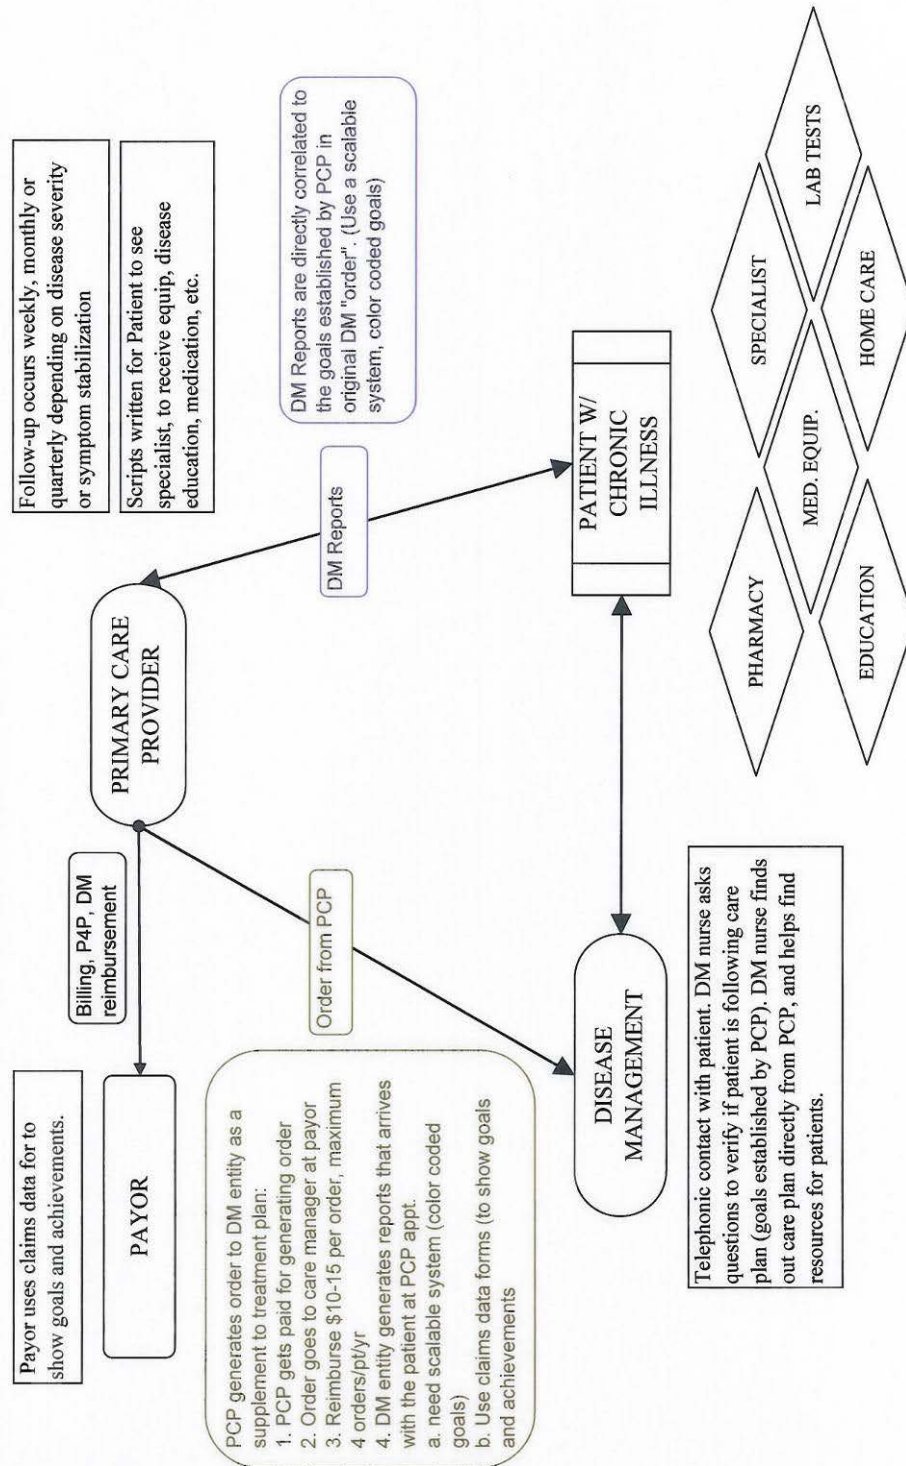 Payor uses claims data for to
show goals and achievements.
PAYOR
Billing, P4P, DM
reimbursement
PRIMARY CARE
PROVIDER
Follow-up occurs weekly, monthly or
quarterly depending on disease severity
or symptom stabilization
Scripts written for Patient to see
specialist, to receive equip, disease
education, medication, etc.
PCP generates order to DM entity as a
supplement to treatment plan:
1. PCP gets paid for generating order
2. Order goes to care manager at payor
3. Reimburse $10-15 per order, maximum
4 orders/pt/yr
4. DM entity generates reports that arrives
with the patient at PCP appt.
a. need scalable system (color coded
goals)
b. Use claims data forms (to show goals
and achievements
Order from PCP
DM Reports
DM Reports are directly correlated to
the goals established by PCP in
original DM "order". (Use a scalable
system, color coded goals)
DISEASE
MANAGEMENT
PATIENT W/
CHRONIC
ILLNESS
Telephonic contact with patient. DM nurse asks
questions to verify if patient is following care
plan (goals established by PCP). DM nurse finds
out care plan directly from PCP, and helps find
resources for patients.
PHARMACY
SPECIALIST
MED. EQUIP.
LAB TESTS
EDUCATION
HOME CARE